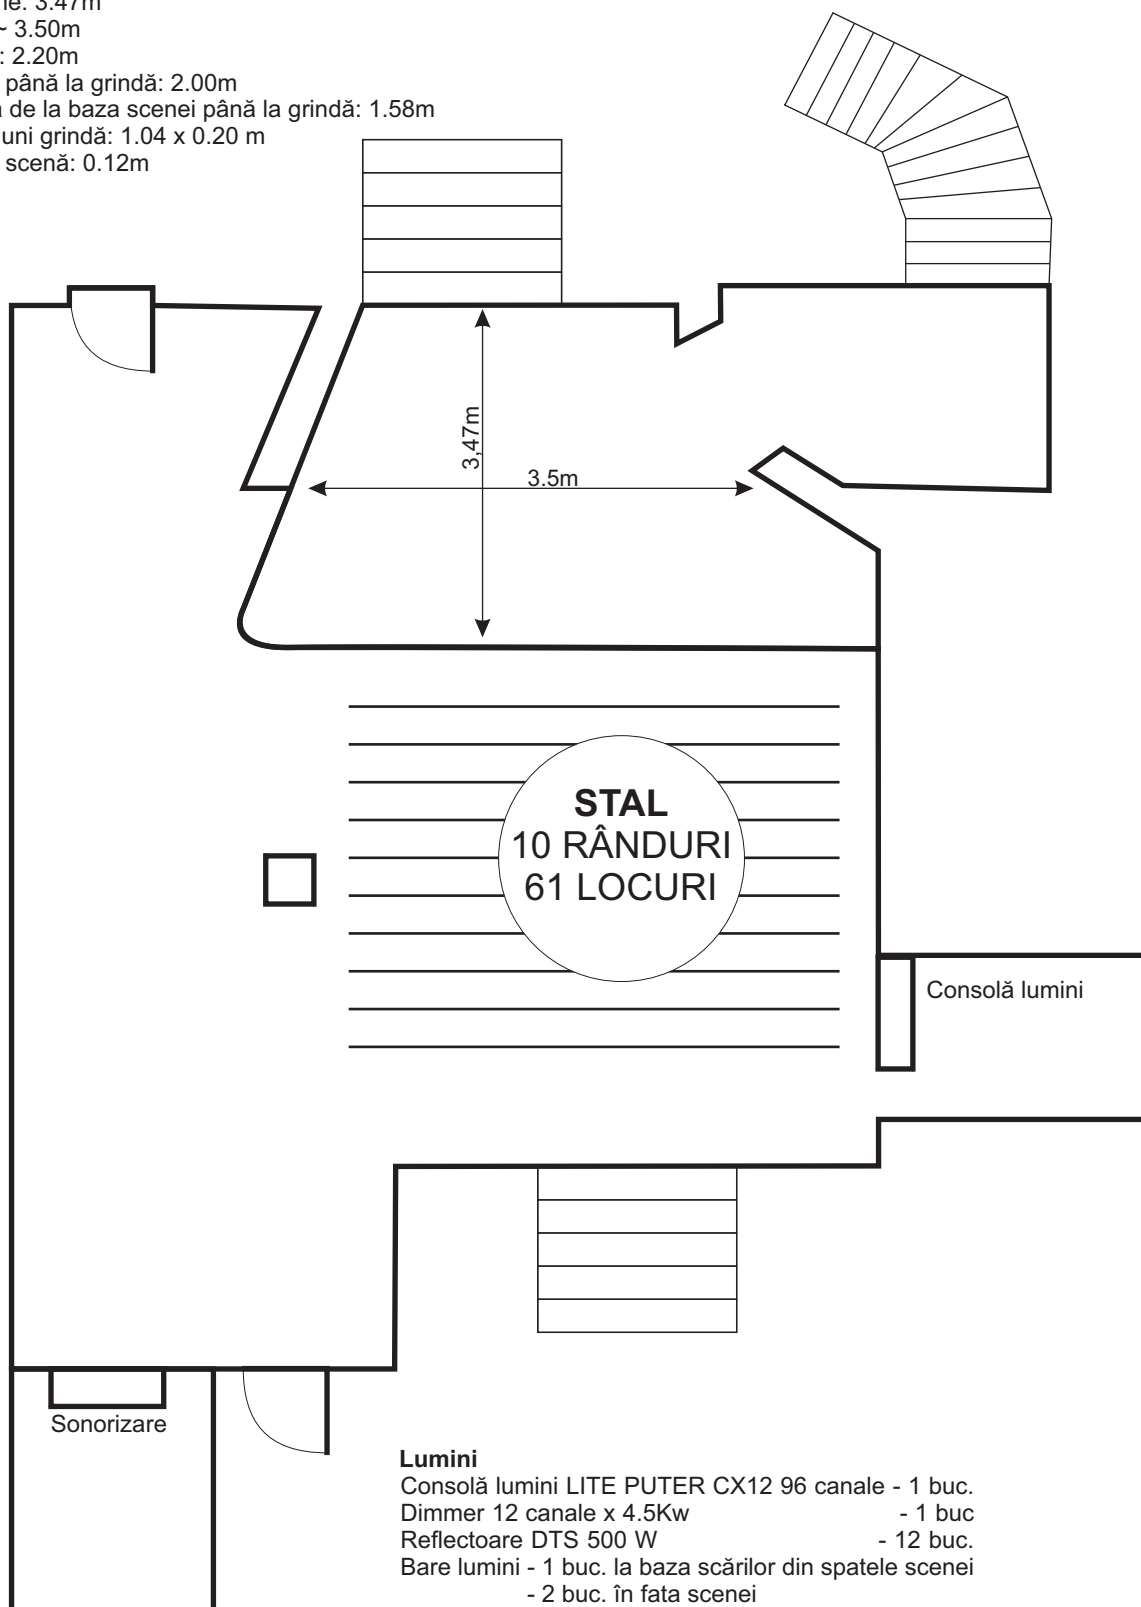 3.47m
~ 3.50m
: 2.20m
până la grindă: 2.00m
de la baza scenei până la grindă: 1.58m
uni grindă: 1.04 x 0.20 m
scenă: 0.12m
3,47m
3.5m
STAL
10 RÂNDURI
61 LOCURI
Consolă lumini
Sonorizare
Lumini
Consolă lumini LITE PUTER CX12 96 canale - 1 buc.
Dimmer 12 canale x 4.5Kw - 1 buc
Reflectoare DTS 500 W - 12 buc.
Bare lumini - 1 buc. la baza scărilor din spatele scenei
- 2 buc. în fata scenei